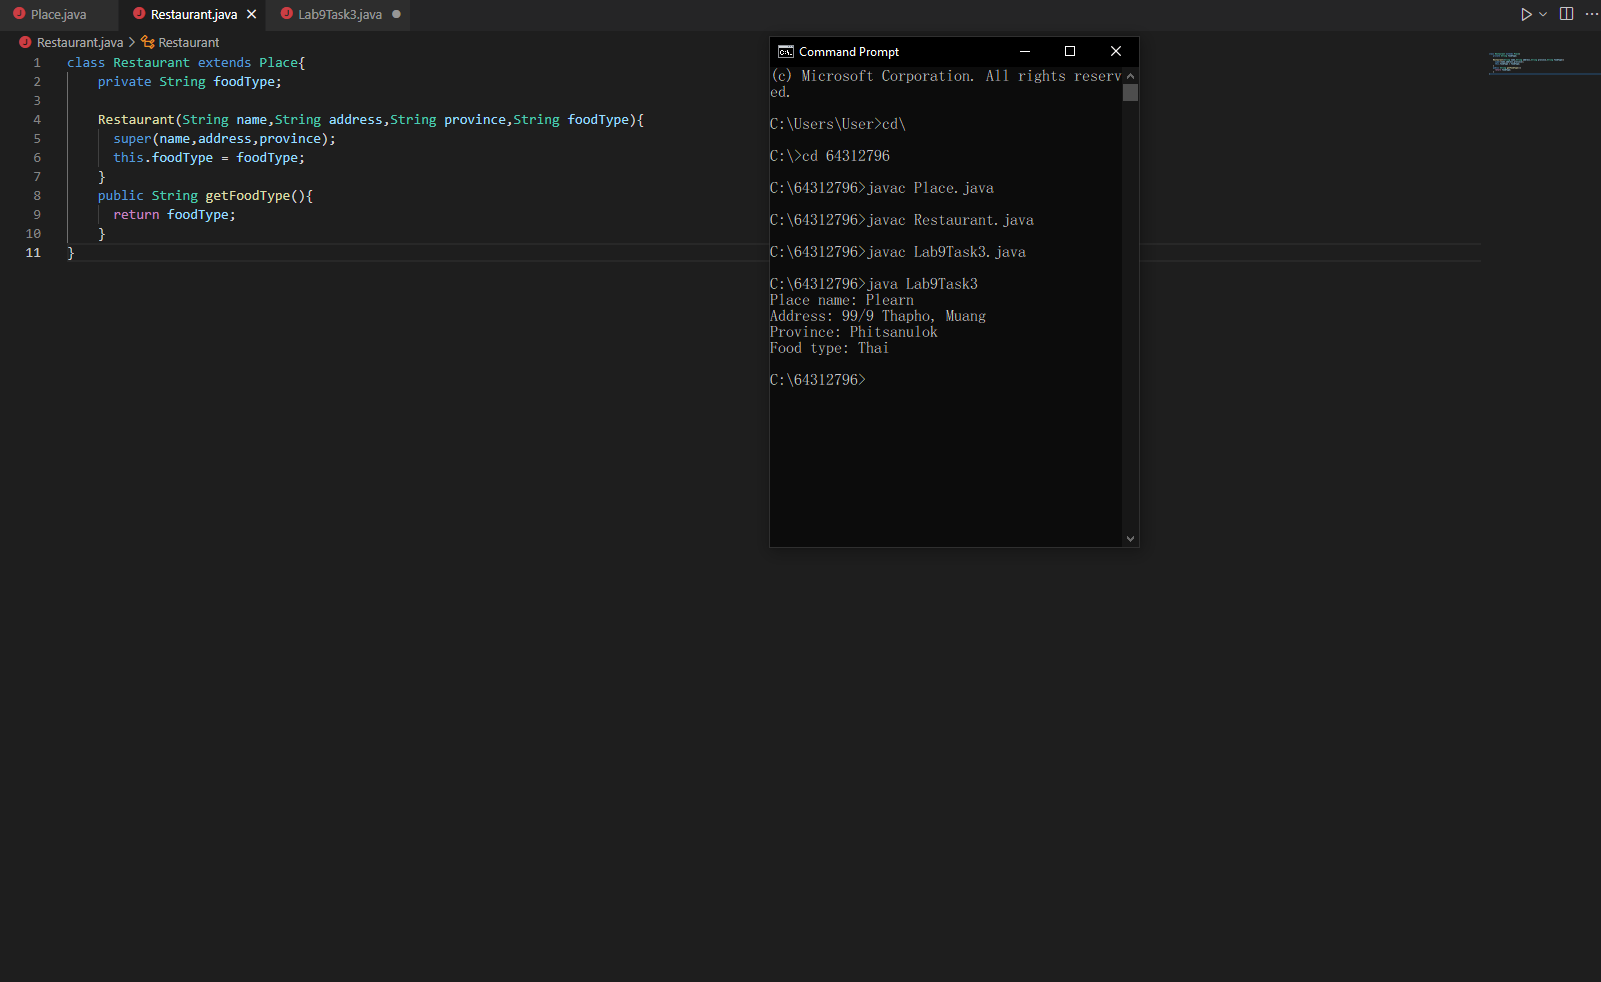 Place.java
Restaurant.java
Lab9Task3.java
Restaurant.java > Restaurant
1 class Restaurant extends Place{
2 private String foodType;
3
4 Restaurant(String name,String address,String province,String foodType){
5 super(name,address,province);
6 this.foodType = foodType;
7 }
8 public String getFoodType(){
9 return foodType;
10 }
11 }
Command Prompt
(c) Microsoft Corporation. All rights reserv
ed.
C:\Users\User>cd\
C:\>cd 64312796
C:\64312796>javac Place.java
C:\64312796>javac Restaurant.java
C:\64312796>javac Lab9Task3.java
C:\64312796>java Lab9Task3
Place name: Plearn
Address: 99/9 Thapho, Muang
Province: Phitsanulok
Food type: Thai
C:\64312796>